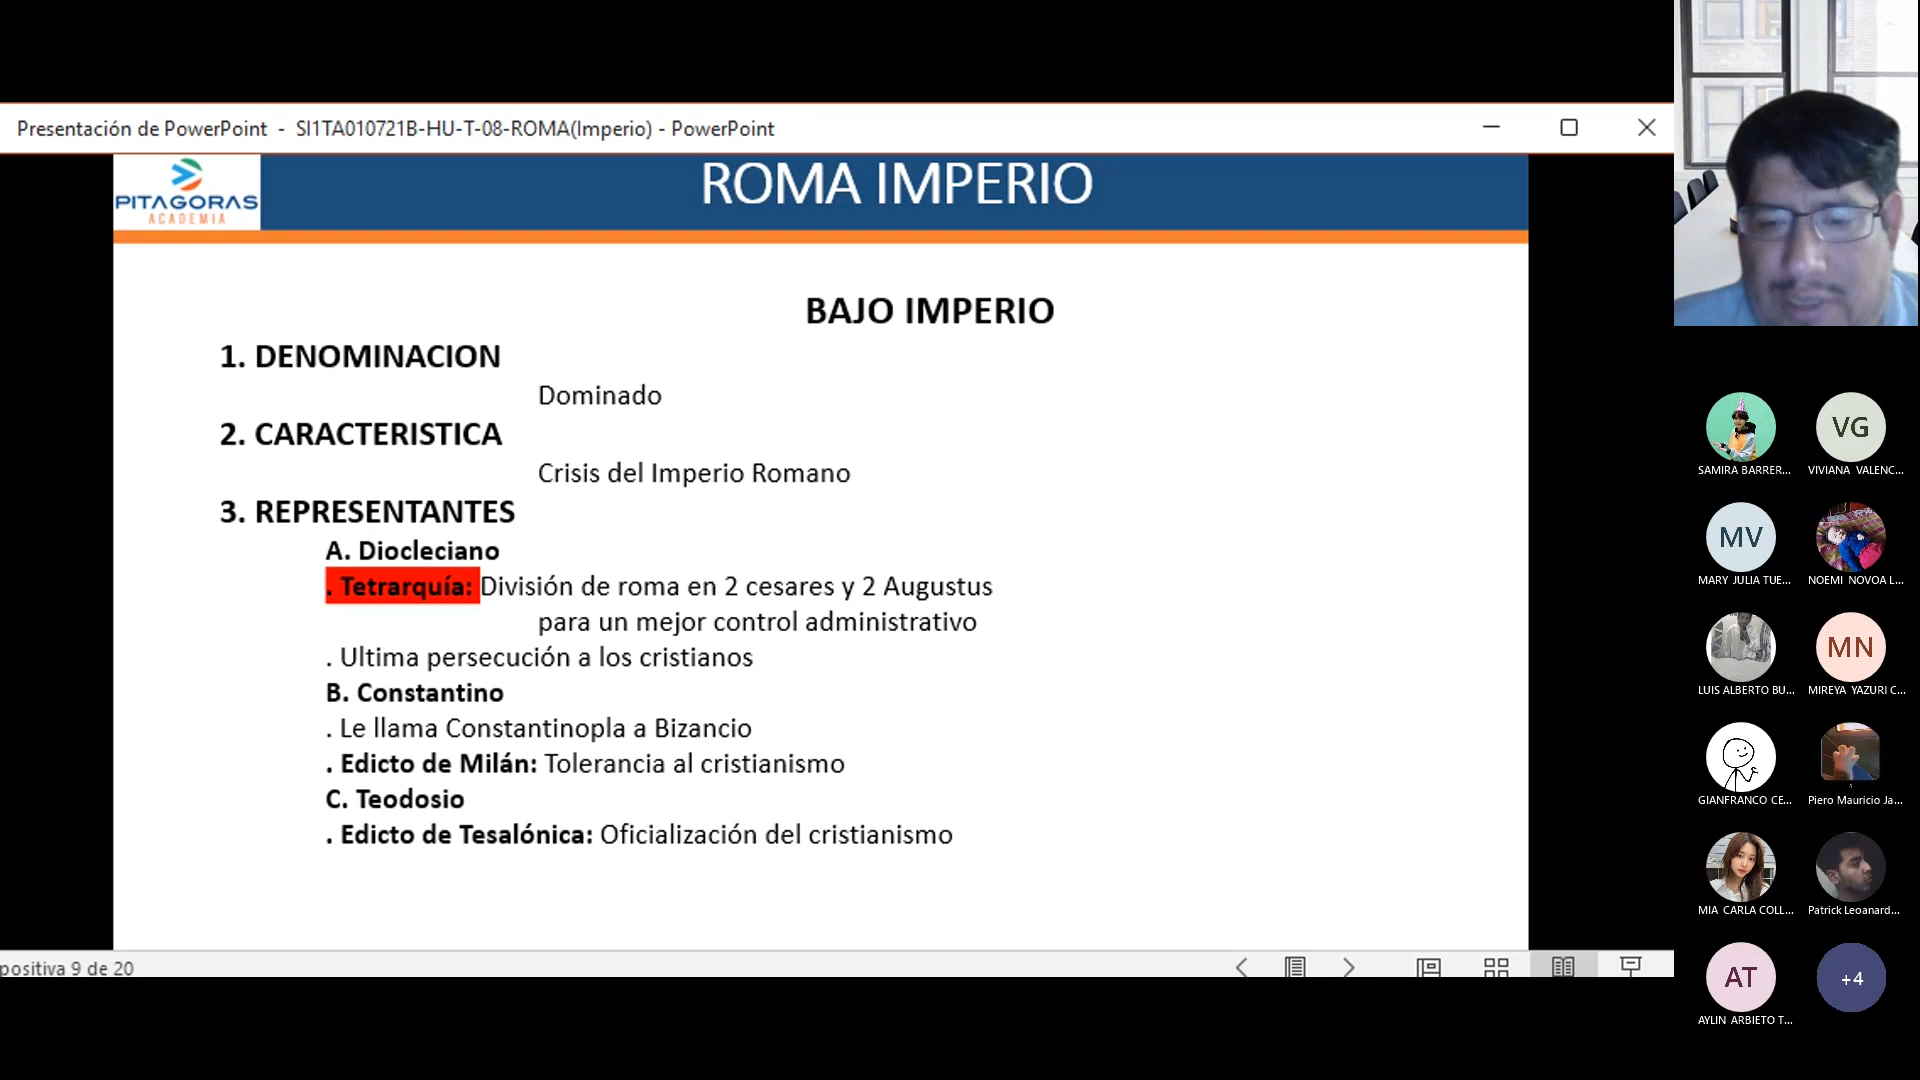 Presentación de PowerPoint - SI1TA010721B-HU-T-08-ROMA(Imperio) - PowerPoint
PITAGORAS
ACADEMIA
ROMA IMPERIO
BAJO IMPERIO
1. DENOMINACION
Dominado
2. CARACTERISTICA
Crisis del Imperio Romano
3. REPRESENTANTES
A. Diocleciano
. Tetrarquía: División de roma en 2 cesares y 2 Augustus
para un mejor control administrativo
. Ultima persecución a los cristianos
B. Constantino
. Le llama Constantinopla a Bizancio
. Edicto de Milán: Tolerancia al cristianismo
C. Teodosio
. Edicto de Tesalónica: Oficialización del cristianismo
positiva 9 de 20
SAMIRA BARRER...
VG
VIVIANA VALENC...
MV
MARY JULIA TUE...
NOEMI NOVOA L...
LUIS ALBERTO BU...
MN
MIREYA YAZURI C...
GIANFRANCO CE...
Piero Mauricio Ja...
MIA CARLA COLL...
Patrick Leoanard...
AT
AYLIN ARBIETO T...
+4